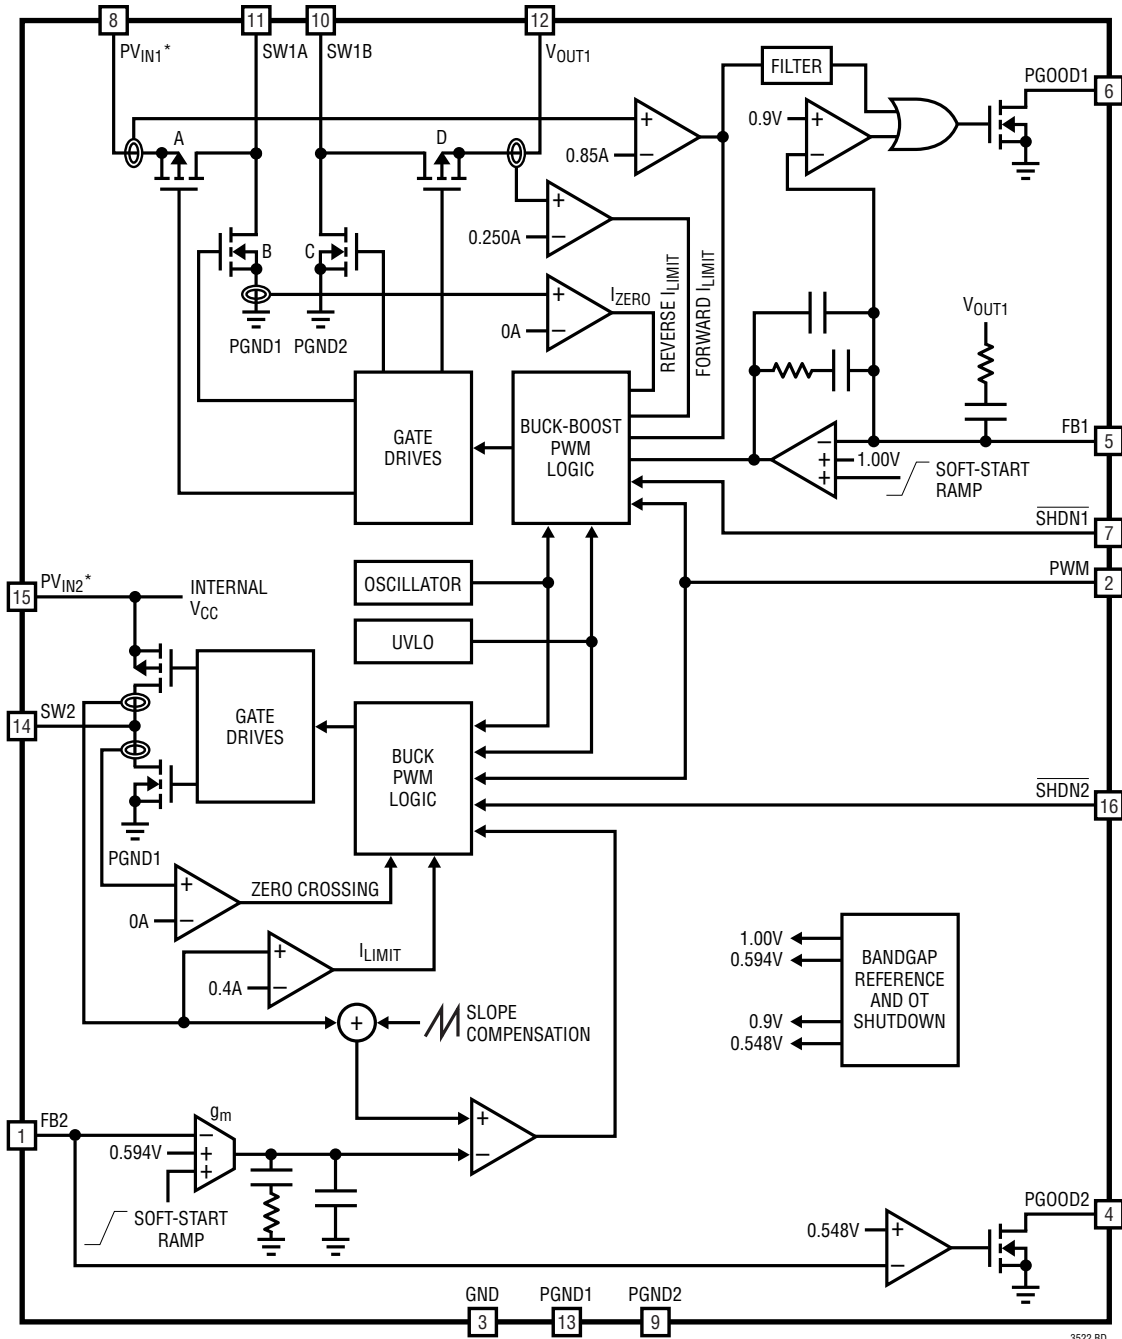 8
11
10
12
PVIN1*
SW1A
SW1B
VOUT1
FILTER
PGOOD1
6
A
D
+
−
0.85A
0.9V
+
−
B
C
+
−
0.250A
IZERO
+
−
0A
PGND1
PGND2
REVERSE ILIMIT
FORWARD ILIMIT
VOUT1
GATE
DRIVES
BUCK-BOOST
PWM
LOGIC
−
+
+
1.00V
SOFT-START
RAMP
FB1
5
SHDN1
7
PWM
2
OSCILLATOR
UVLO
PVIN2*
15
INTERNAL
VCC
SW2
14
GATE
DRIVES
BUCK
PWM
LOGIC
SHDN2
16
PGND1
+
−
0A
ZERO CROSSING
+
−
0.4A
ILIMIT
+
SLOPE
COMPENSATION
1.00V
0.594V
0.9V
0.548V
BANDGAP
REFERENCE
AND OT
SHUTDOWN
FB2
1
gm
−
+
+
0.594V
SOFT-START
RAMP
+
−
0.548V
+
−
PGOOD2
4
GND
PGND1
PGND2
3
13
9
3522 BD